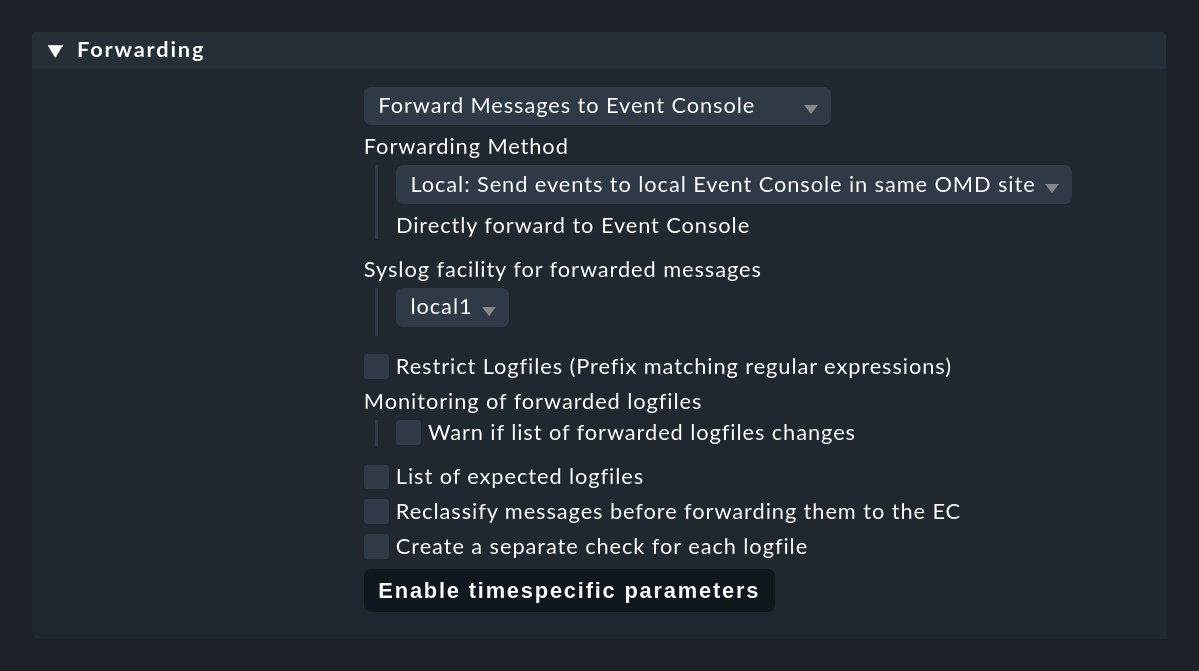 Forwarding
Forward Messages to Event Console
Forwarding Method
Local: Send events to local Event Console in same OMD site
Directly forward to Event Console
Syslog facility for forwarded messages
local1
Restrict Logfiles (Prefix matching regular expressions)
Monitoring of forwarded logfiles
Warn if list of forwarded logfiles changes
List of expected logfiles
Reclassify messages before forwarding them to the EC
Create a separate check for each logfile
Enable timespecific parameters